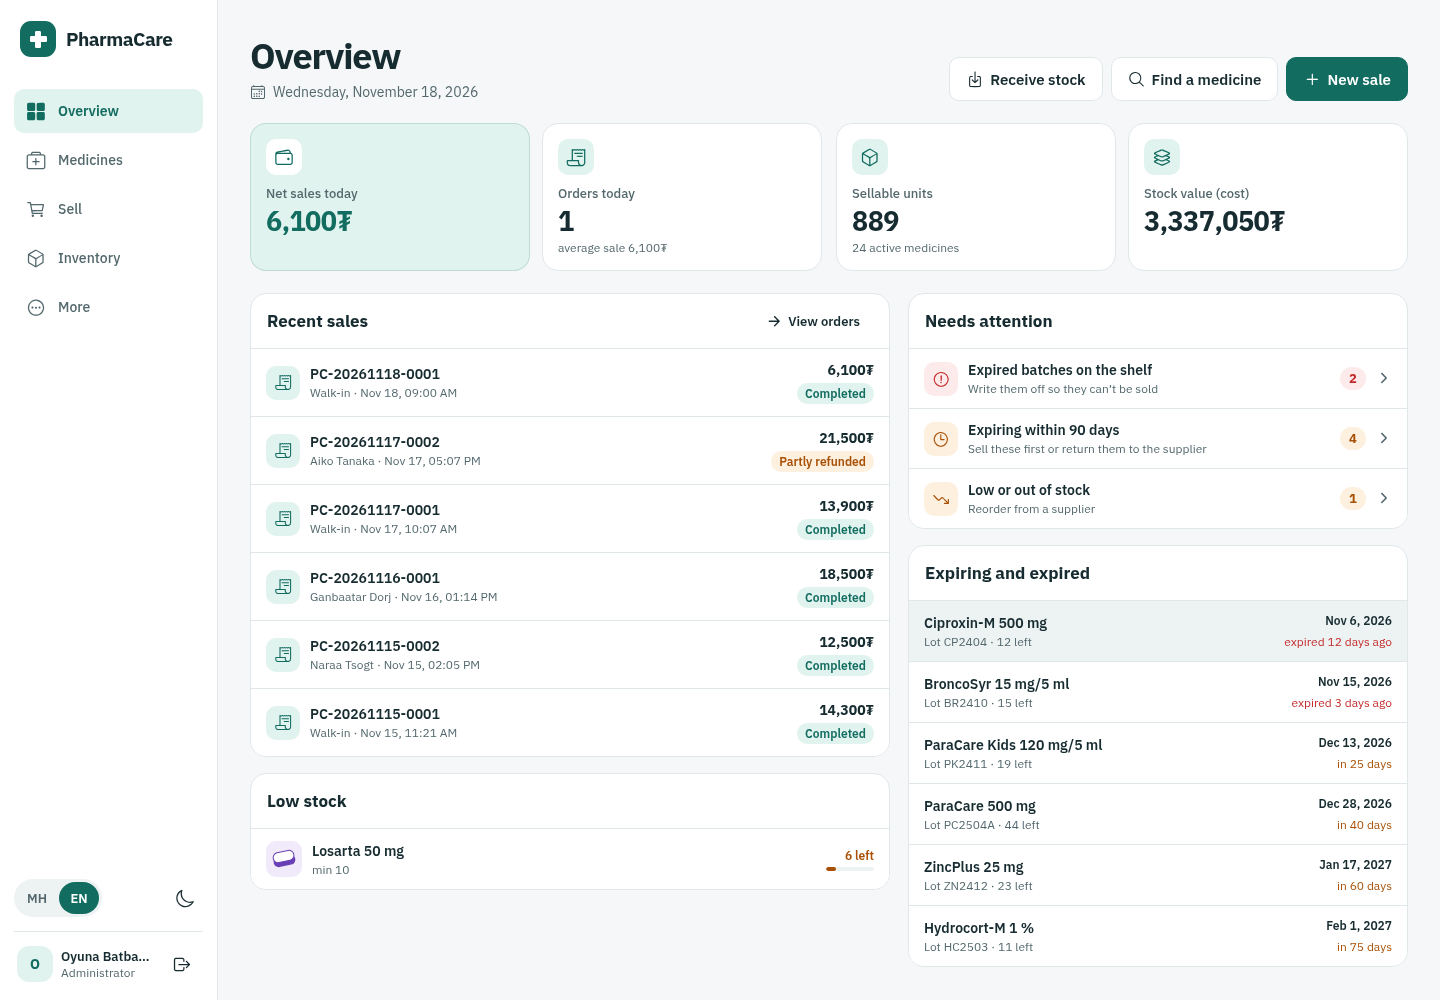 PharmaCare
Overview
Medicines
Sell
Inventory
More
MH EN
O
Oyuna Batba...
Administrator
Overview
Wednesday, November 18, 2026
Receive stock
Find a medicine
New sale
Net sales today
6,100₮
Orders today
1
average sale 6,100₮
Sellable units
889
24 active medicines
Stock value (cost)
3,337,050₮
Recent sales
View orders
PC-20261118-0001
Walk-in · Nov 18, 09:00 AM
6,100₮
Completed
PC-20261117-0002
Aiko Tanaka · Nov 17, 05:07 PM
21,500₮
Partly refunded
PC-20261117-0001
Walk-in · Nov 17, 10:07 AM
13,900₮
Completed
PC-20261116-0001
Ganbaatar Dorj · Nov 16, 01:14 PM
18,500₮
Completed
PC-20261115-0002
Naraa Tsogt · Nov 15, 02:05 PM
12,500₮
Completed
PC-20261115-0001
Walk-in · Nov 15, 11:21 AM
14,300₮
Completed
Low stock
Losarta 50 mg
min 10
6 left
Needs attention
Expired batches on the shelf
Write them off so they can't be sold
2
Expiring within 90 days
Sell these first or return them to the supplier
4
Low or out of stock
Reorder from a supplier
1
Expiring and expired
Ciproxin-M 500 mg
Lot CP2404 · 12 left
Nov 6, 2026
expired 12 days ago
BroncoSyr 15 mg/5 ml
Lot BR2410 · 15 left
Nov 15, 2026
expired 3 days ago
ParaCare Kids 120 mg/5 ml
Lot PK2411 · 19 left
Dec 13, 2026
in 25 days
ParaCare 500 mg
Lot PC2504A · 44 left
Dec 28, 2026
in 40 days
ZincPlus 25 mg
Lot ZN2412 · 23 left
Jan 17, 2027
in 60 days
Hydrocort-M 1 %
Lot HC2503 · 11 left
Feb 1, 2027
in 75 days